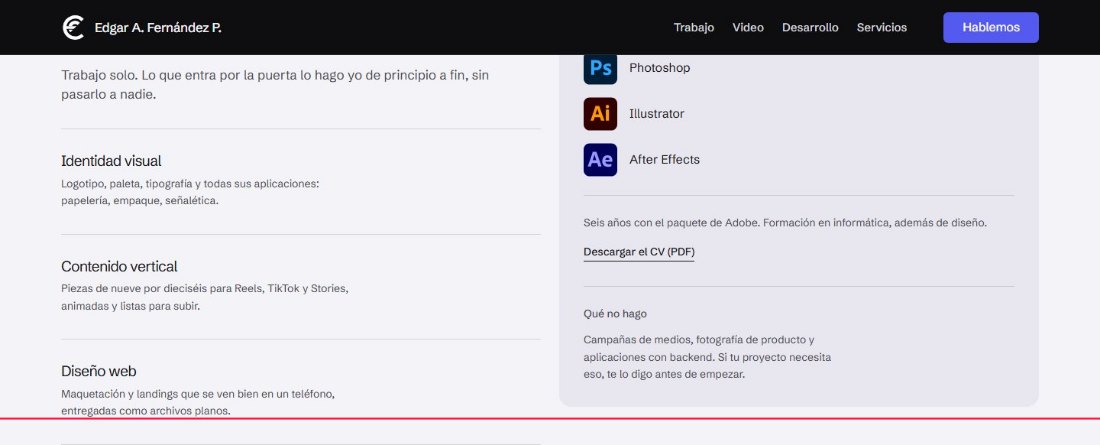 Edgar A. Fernández P.
Trabajo
Video
Desarrollo
Servicios
Hablemos
Trabajo solo. Lo que entra por la puerta lo hago yo de principio a fin, sin
pasarlo a nadie.
Identidad visual
Logotipo, paleta, tipografía y todas sus aplicaciones:
papelería, empaque, señalética.
Contenido vertical
Piezas de nueve por dieciséis para Reels, TikTok y Stories,
animadas y listas para subir.
Diseño web
Maquetación y landings que se ven bien en un teléfono,
entregadas como archivos planos.
Ps Photoshop
Ai Illustrator
Ae After Effects
Seis años con el paquete de Adobe. Formación en informática, además de diseño.
Descargar el CV (PDF)
Qué no hago
Campañas de medios, fotografía de producto y
aplicaciones con backend. Si tu proyecto necesita
eso, te lo digo antes de empezar.